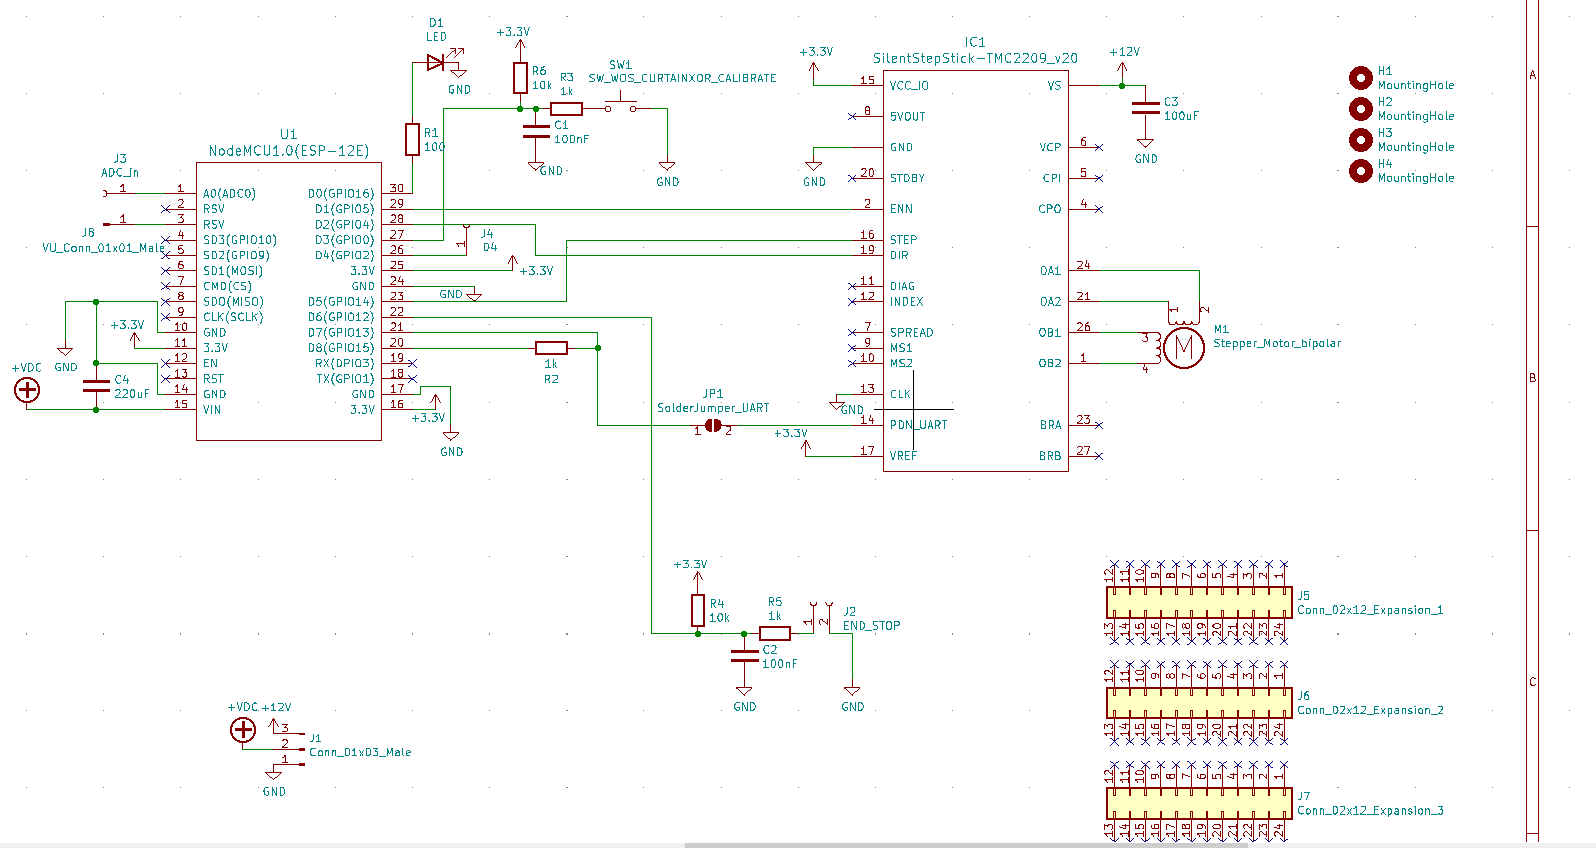 D1
LED
GND
+3.3V
R6
10k
R3
1k
SW1
SW_WOS_CURTAINXOR_CALIBRATE
C1
100nF
GND
GND
R1
100
U1
NodeMCU1.0(ESP-12E)
J3
ADC_in
1
J8
VU_Conn_01x01_Male
1
1 A0(ADC0)
2 RSV
3 RSV
4 SD3(GPIO10)
5 SD2(GPIO9)
6 SD1(MOSI)
7 CMD(CS)
8 SDO(MISO)
9 CLK(SCLK)
10 GND
11 3.3V
12 EN
13 RST
14 GND
15 VIN
D0(GPIO16) 30
D1(GPIO5) 29
D2(GPIO4) 28
D3(GPIO0) 27
D4(GPIO2) 26
3.3V 25
GND 24
D5(GPIO14) 23
D6(GPIO12) 22
D7(GPIO13) 21
D8(GPIO15) 20
RX(DPIO3) 19
TX(GPIO1) 18
GND 17
3.3V 16
J4
D4
1
+3.3V
GND
+3.3V
GND
+VDC
GND
+3.3V
C4
220uF
1k
R2
JP1
SolderJumper_UART
1 2
IC1
SilentStepStick-TMC2209_v20
+3.3V
GND
GND
+3.3V
15 VCC_IO
8 5VOUT
GND
20 STDBY
2 ENN
16 STEP
19 DIR
11 DIAG
12 INDEX
7 SPREAD
9 MS1
10 MS2
13 CLK
14 PDN_UART
17 VREF
VS
VCP 6
CPI 5
CPO 4
OA1 24
OA2 21
OB1 26
OB2 1
BRA 23
BRB 27
+12V
C3
100uF
GND
1 2
3
4
M
M1
Stepper_Motor_bipolar
H1
MountingHole
H2
MountingHole
H3
MountingHole
H4
MountingHole
A
B
C
+3.3V
R4
10k
R5
1k
C2
100nF
GND
1 2
J2
END_STOP
GND
+VDC +12V
3
2
1
J1
Conn_01x03_Male
GND
12 11 10 9 8 7 6 5 4 3 2 1
J5
Conn_02x12_Expansion_1
13 14 15 16 17 18 19 20 21 22 23 24
12 11 10 9 8 7 6 5 4 3 2 1
J6
Conn_02x12_Expansion_2
13 14 15 16 17 18 19 20 21 22 23 24
12 11 10 9 8 7 6 5 4 3 2 1
J7
Conn_02x12_Expansion_3
13 14 15 16 17 18 19 20 21 22 23 24